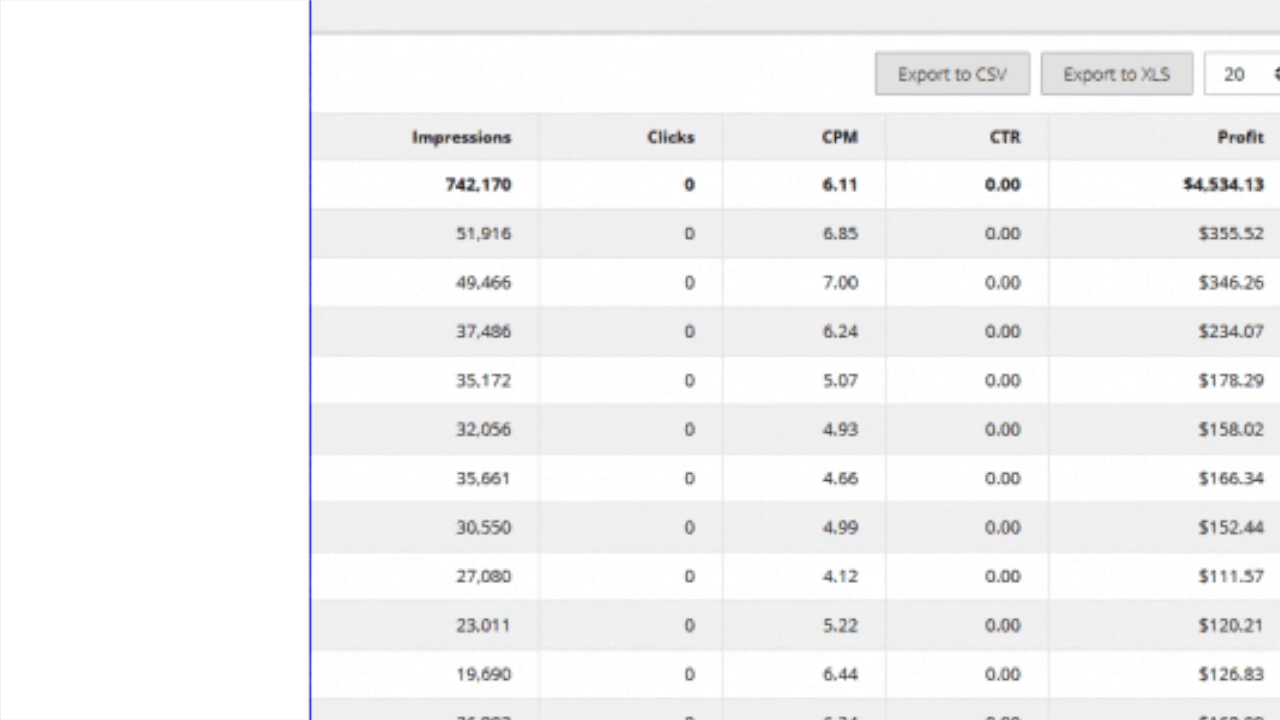 Export to CSV Export to XLS 20
Impressions Clicks CPM CTR Profit
742,170 0 6.11 0.00 $4,534.13
51,916 0 6.85 0.00 $355.52
49,466 0 7.00 0.00 $346.26
37,486 0 6.24 0.00 $234.07
35,172 0 5.07 0.00 $178.29
32,056 0 4.93 0.00 $158.02
35,661 0 4.66 0.00 $166.34
30,550 0 4.99 0.00 $152.44
27,080 0 4.12 0.00 $111.57
23,011 0 5.22 0.00 $120.21
19,690 0 6.44 0.00 $126.83